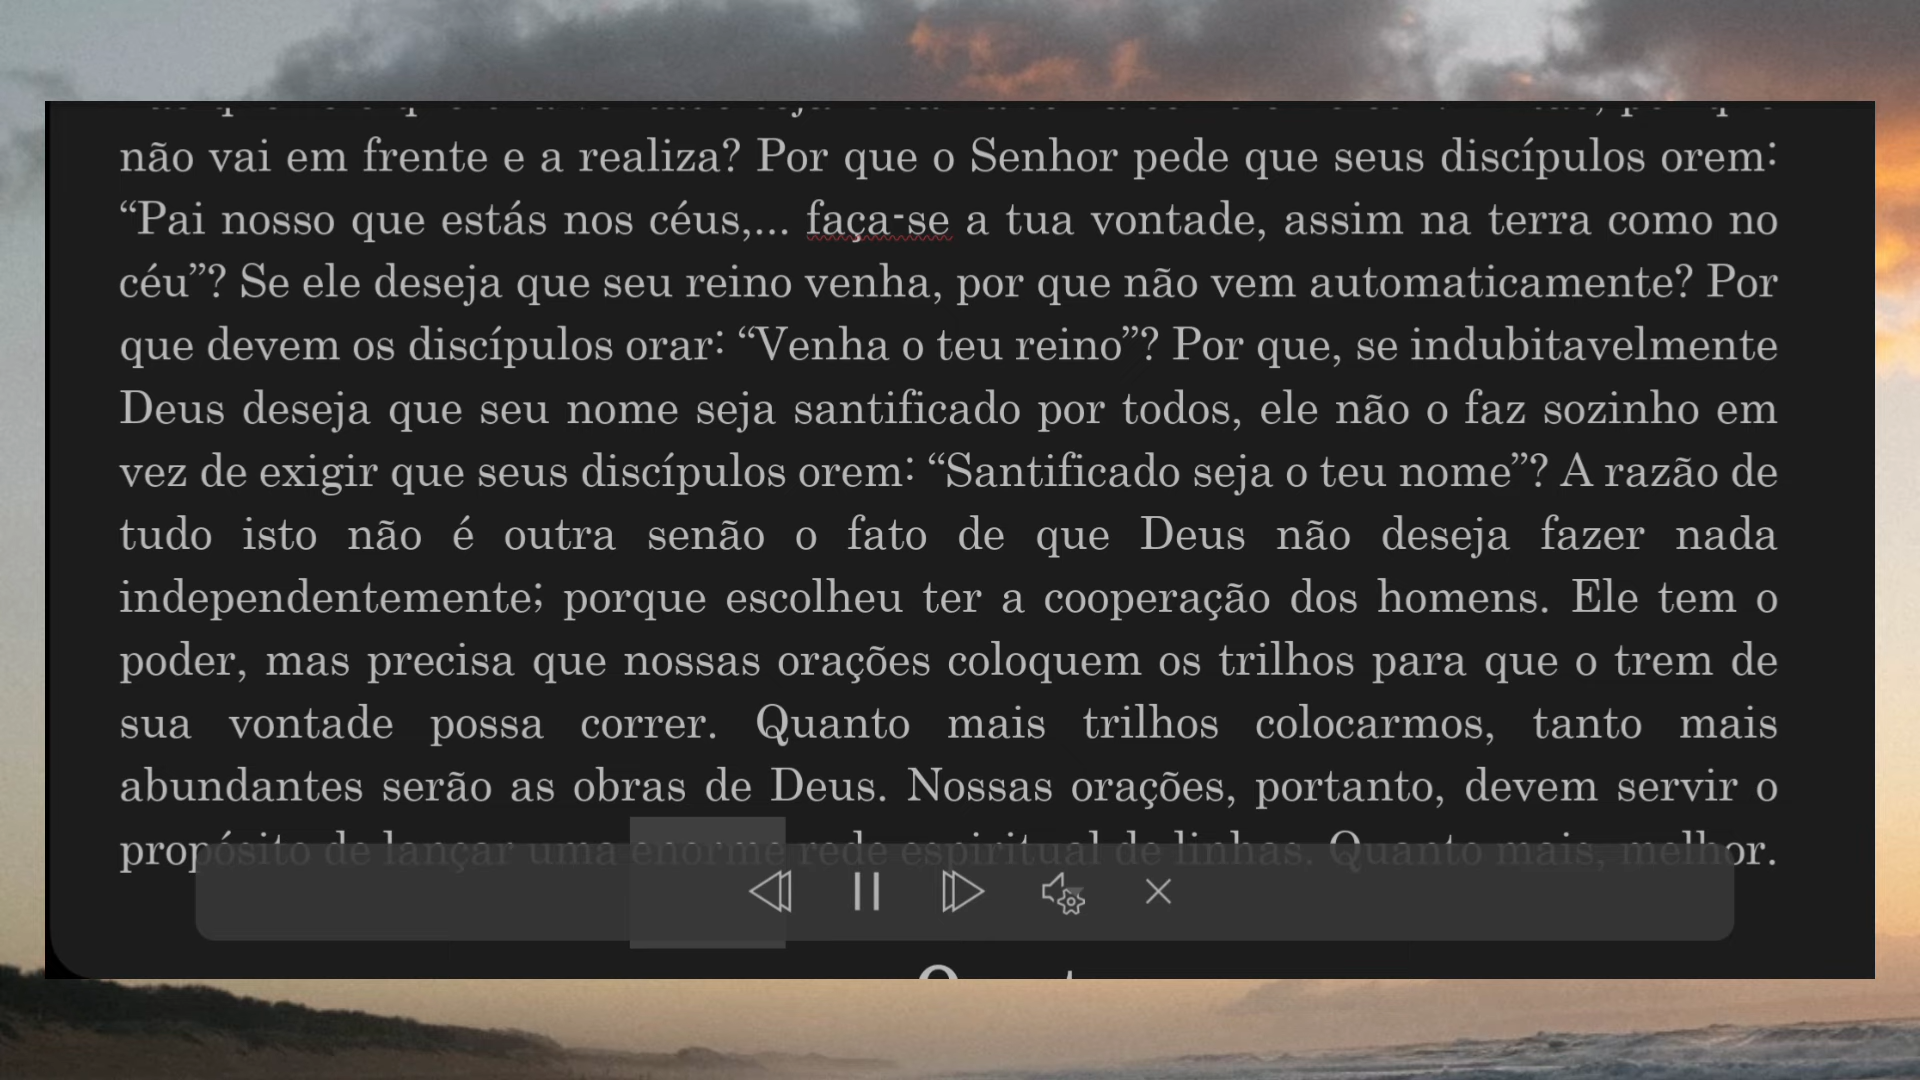 não vai em frente e a realiza? Por que o Senhor pede que seus discípulos orem:
“Pai nosso que estás nos céus,... faça-se a tua vontade, assim na terra como no
céu”? Se ele deseja que seu reino venha, por que não vem automaticamente? Por
que devem os discípulos orar: “Venha o teu reino”? Por que, se indubitavelmente
Deus deseja que seu nome seja santificado por todos, ele não o faz sozinho em
vez de exigir que seus discípulos orem: “Santificado seja o teu nome”? A razão de
tudo isto não é outra senão o fato de que Deus não deseja fazer nada
independentemente; porque escolheu ter a cooperação dos homens. Ele tem o
poder, mas precisa que nossas orações coloquem os trilhos para que o trem de
sua vontade possa correr. Quanto mais trilhos colocarmos, tanto mais
abundantes serão as obras de Deus. Nossas orações, portanto, devem servir o
propósito de lançar uma enorme rede espiritual de linhas. Quanto mais, melhor.